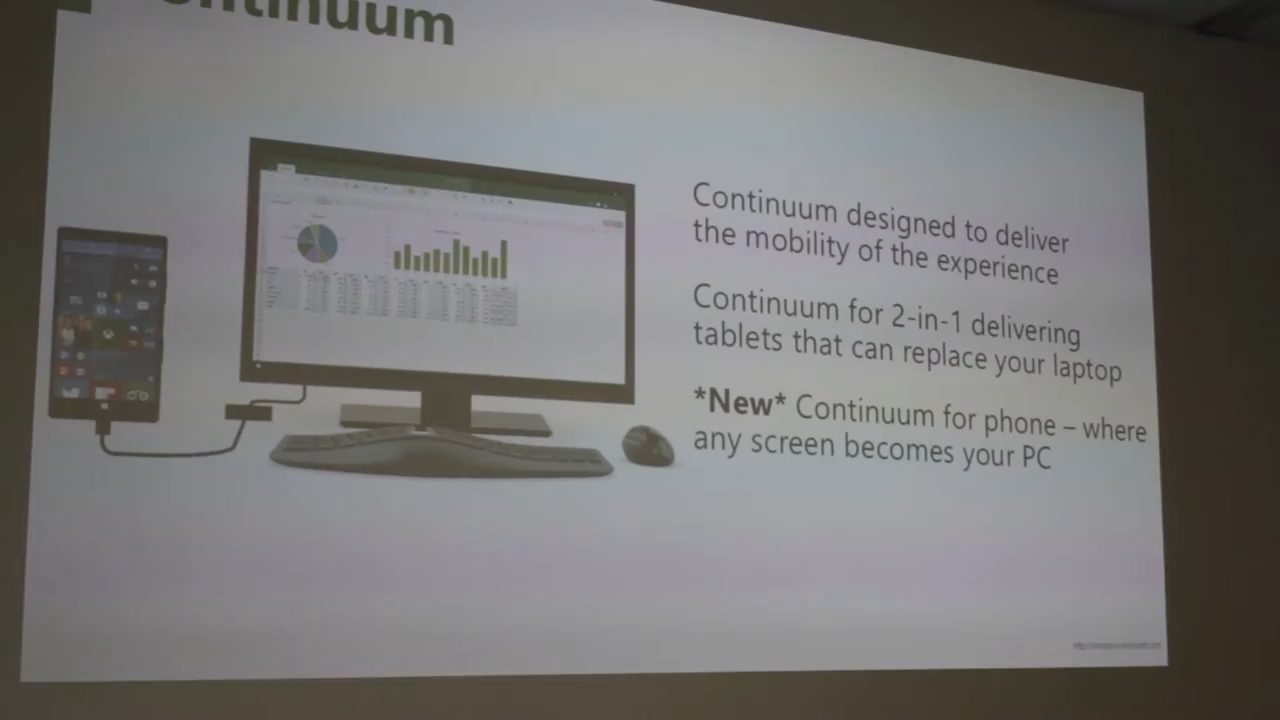 Continuum
Continuum designed to deliver
the mobility of the experience
Continuum for 2-in-1 delivering
tablets that can replace your laptop
*New* Continuum for phone – where
any screen becomes your PC